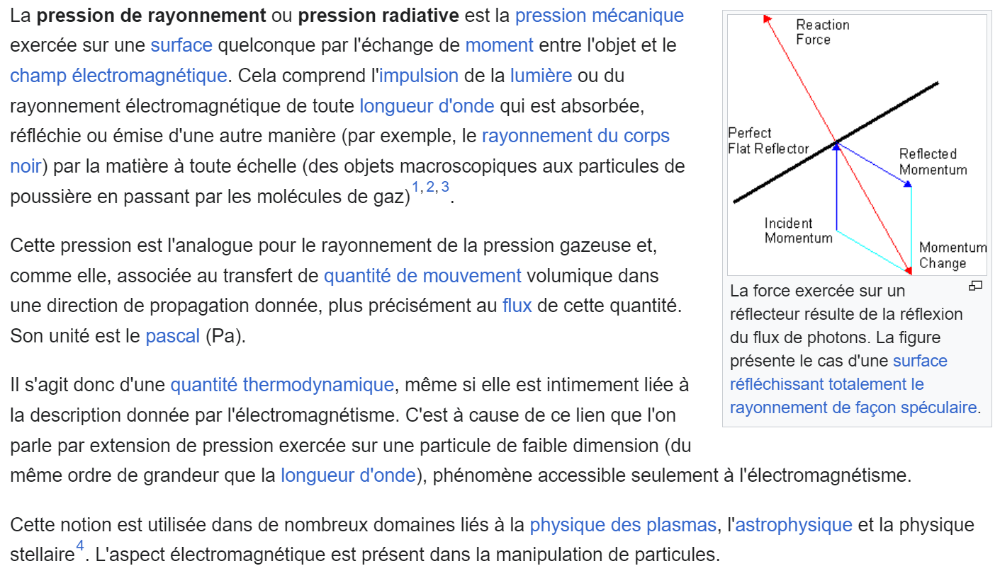 La pression de rayonnement ou pression radiative est la pression mécanique
exercée sur une surface quelconque par l'échange de moment entre l'objet et le
champ électromagnétique. Cela comprend l'impulsion de la lumière ou du
rayonnement électromagnétique de toute longueur d'onde qui est absorbée,
réfléchie ou émise d'une autre manière (par exemple, le rayonnement du corps
noir) par la matière à toute échelle (des objets macroscopiques aux particules de
poussière en passant par les molécules de gaz)1, 2, 3.
Cette pression est l'analogue pour le rayonnement de la pression gazeuse et,
comme elle, associée au transfert de quantité de mouvement volumique dans
une direction de propagation donnée, plus précisément au flux de cette quantité.
Son unité est le pascal (Pa).
Il s'agit donc d'une quantité thermodynamique, même si elle est intimement liée à
la description donnée par l'électromagnétisme. C'est à cause de ce lien que l'on
parle par extension de pression exercée sur une particule de faible dimension (du
même ordre de grandeur que la longueur d'onde), phénomène accessible seulement à l'électromagnétisme.
Cette notion est utilisée dans de nombreux domaines liés à la physique des plasmas, l'astrophysique et la physique
stellaire4. L'aspect électromagnétique est présent dans la manipulation de particules.
Reaction
Force
Perfect
Flat Reflector
Reflected
Momentum
Incident
Momentum
Momentum
Change
La force exercée sur un
réflecteur résulte de la réflexion
du flux de photons. La figure
présente le cas d'une surface
réfléchissant totalement le
rayonnement de façon spéculaire.